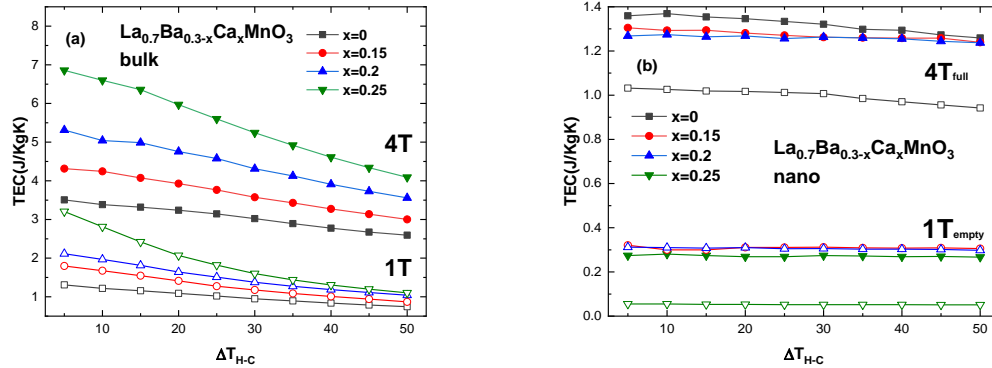 (a)
La0.7Ba0.3-xCaxMnO3
bulk
x=0
x=0.15
x=0.2
x=0.25
4T
1T
TEC(J/KgK)
8
7
6
5
4
3
2
1
10
20
30
40
50
ΔTH-C
(b)
4Tfull
x=0
x=0.15
x=0.2
x=0.25
La0.7Ba0.3-xCaxMnO3
nano
1Tempty
TEC(J/KgK)
1.4
1.2
1.0
0.8
0.6
0.4
0.2
0.0
10
20
30
40
50
ΔTH-C